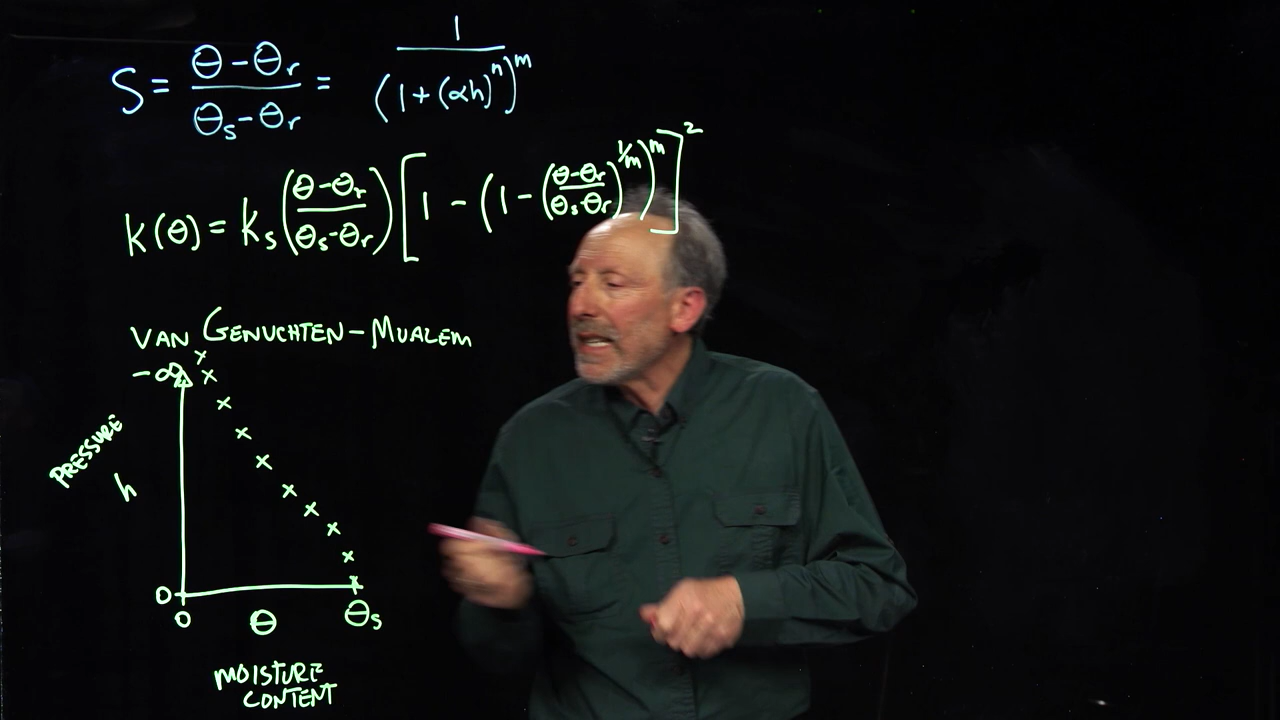 S = (θ-θr)/(θs-θr) = 1/(1+(αh)^n)^m
K(θ) = Ks((θ-θr)/(θs-θr))[1-(1-((θ-θr)/(θs-θr))^1/m)^m]^2
VAN GENUCHTEN-MUALEM
-∞
PRESSURE
h
0
0 θ θs
MOISTURE
CONTENT